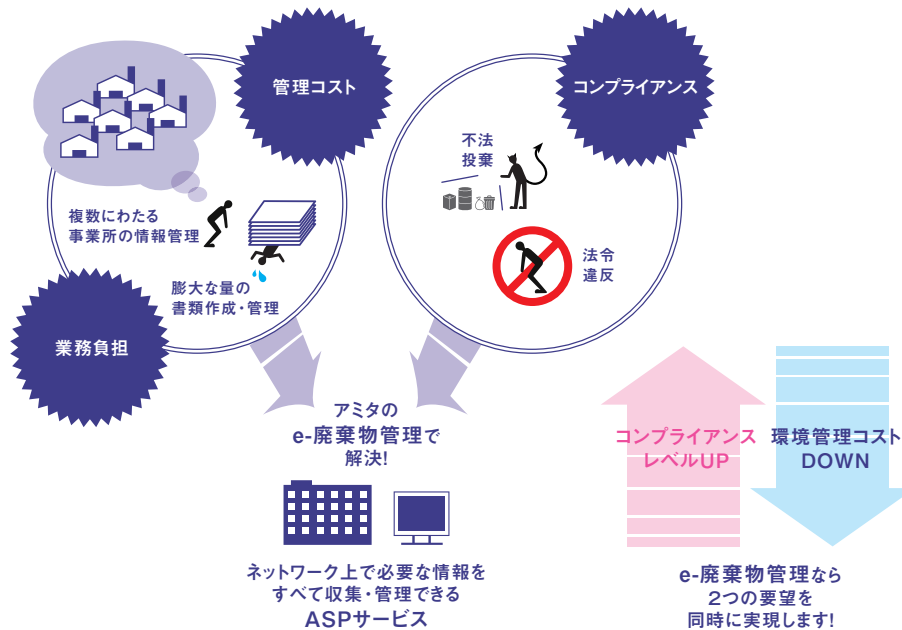 管理コスト
複数にわたる
事業所の情報管理
膨大な量の
書類作成・管理
業務負担
コンプライアンス
不法
投棄
法令
違反
アミタの
e-廃棄物管理で
解決!
ネットワーク上で必要な情報を
すべて収集・管理できる
ASPサービス
コンプライアンス
レベルUP
環境管理コスト
DOWN
e-廃棄物管理なら
2つの要望を
同時に実現します!